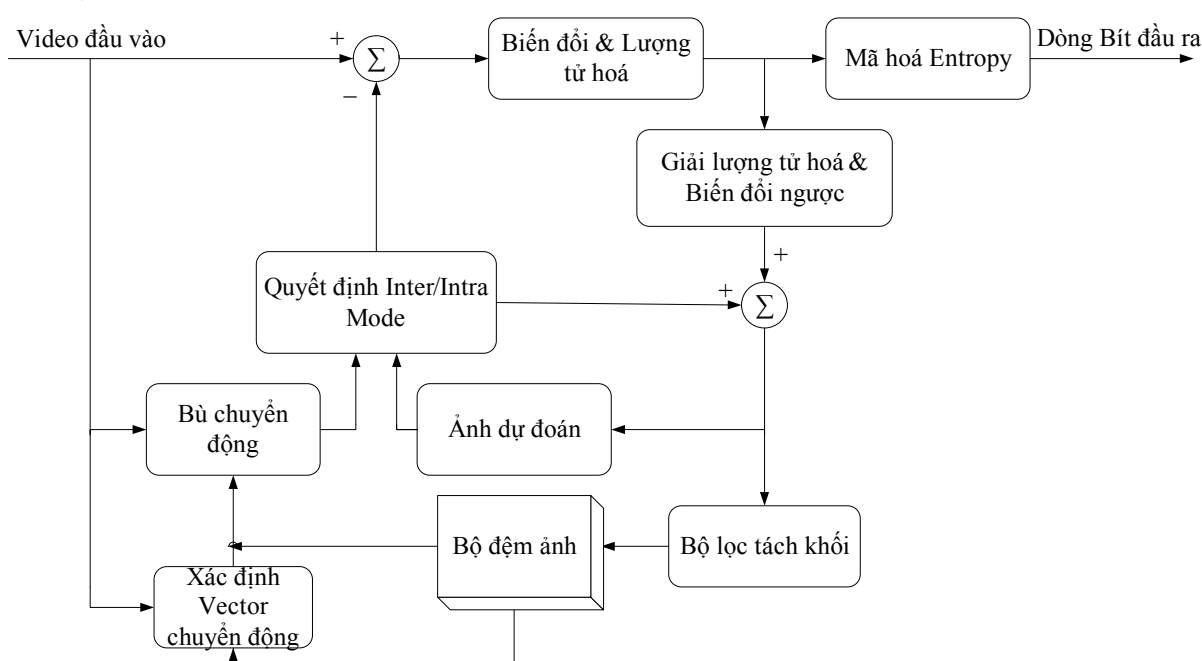 Video đầu vào
+
∑
−
Biến đổi & Lượng
tử hoá
Mã hoá Entropy
Dòng Bít đầu ra
Giải lượng tử hoá &
Biến đổi ngược
+
+
∑
Quyết định Inter/Intra
Mode
Bù chuyển
động
Ảnh dự đoán
Bộ đệm ảnh
Bộ lọc tách khối
Xác định
Vector
chuyển động